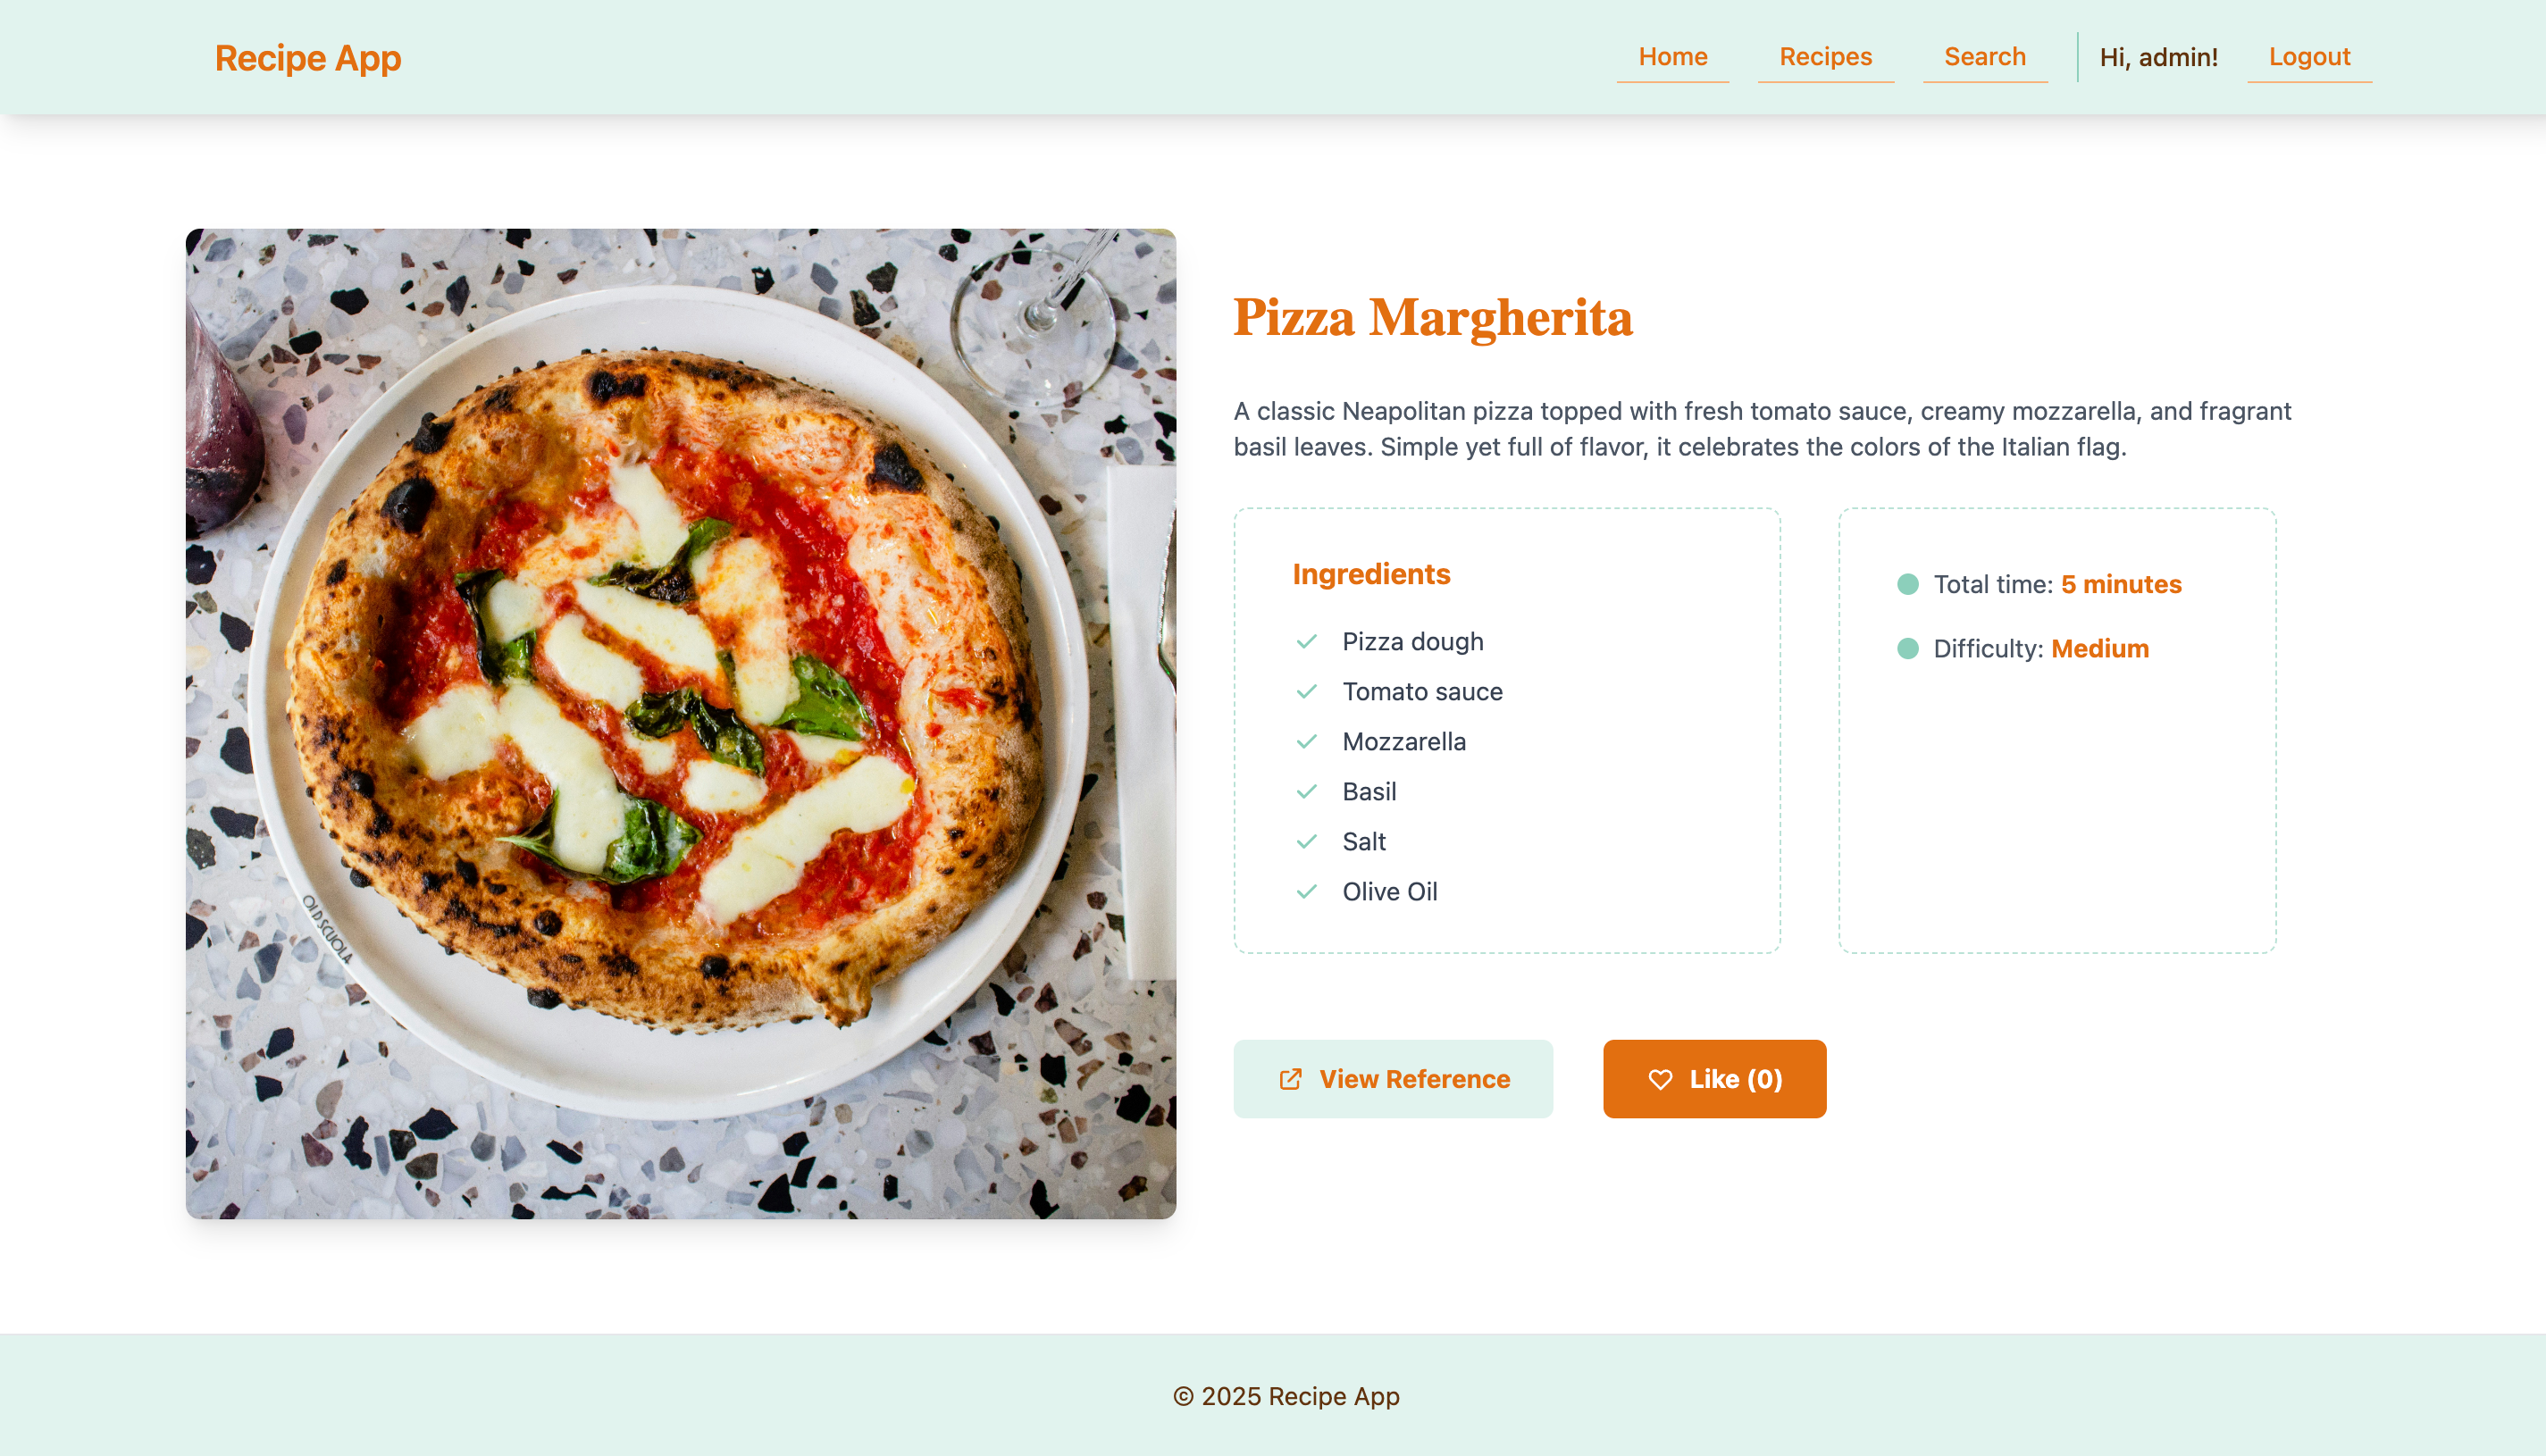 Recipe App
Home Recipes Search Hi, admin! Logout
Pizza Margherita
A classic Neapolitan pizza topped with fresh tomato sauce, creamy mozzarella, and fragrant
basil leaves. Simple yet full of flavor, it celebrates the colors of the Italian flag.
Ingredients
Pizza dough
Tomato sauce
Mozzarella
Basil
Salt
Olive Oil
Total time: 5 minutes
Difficulty: Medium
View Reference
Like (0)
OLD SCUOLA
© 2025 Recipe App